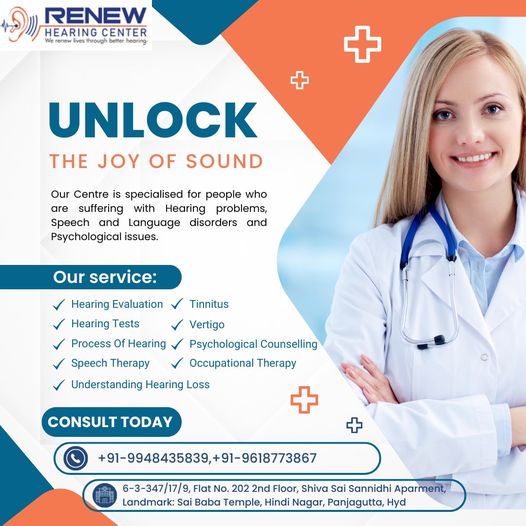 RENEW
HEARING CENTER
We renew lives through better hearing.
UNLOCK
THE JOY OF SOUND
Our Centre is specialised for people who
are suffering with Hearing problems,
Speech and Language disorders and
Psychological issues.
Our service:
Hearing Evaluation
Hearing Tests
Process Of Hearing
Speech Therapy
Understanding Hearing Loss
Tinnitus
Vertigo
Psychological Counselling
Occupational Therapy
CONSULT TODAY
+91-9948435839,+91-9618773867
6-3-347/17/9, Flat No. 202 2nd Floor, Shiva Sai Sannidhi Aparment,
Landmark: Sai Baba Temple, Hindi Nagar, Panjagutta, Hyd